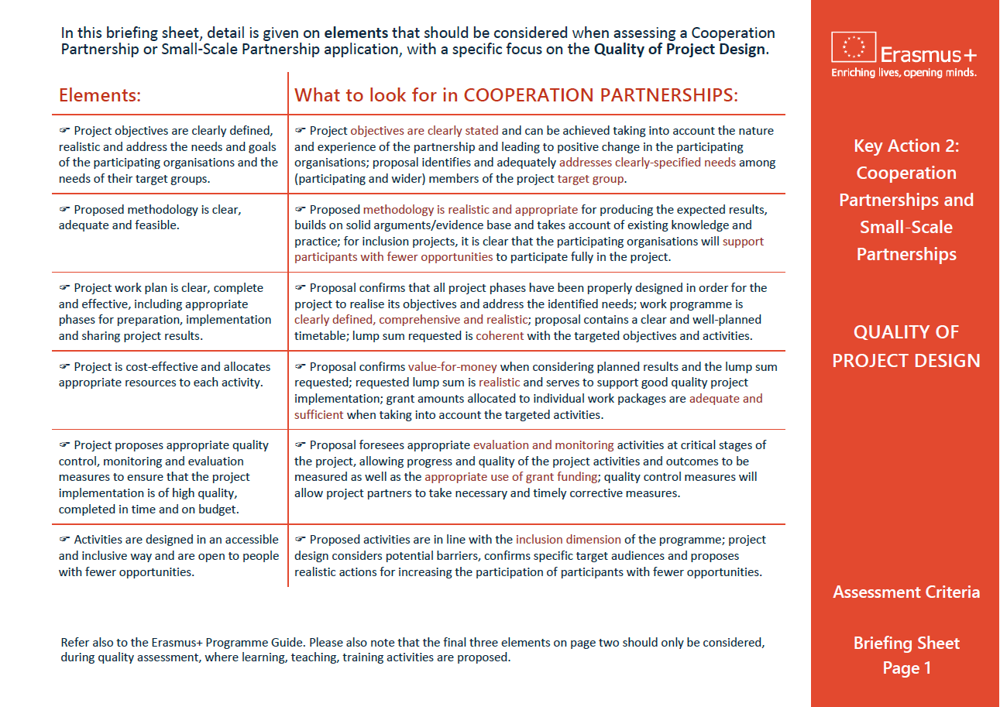 In this briefing sheet, detail is given on elements that should be considered when assessing a Cooperation
Partnership or Small-Scale Partnership application, with a specific focus on the Quality of Project Design.
Elements:
What to look for in COOPERATION PARTNERSHIPS:
☞ Project objectives are clearly defined,
realistic and address the needs and goals
of the participating organisations and the
needs of their target groups.
☞ Project objectives are clearly stated and can be achieved taking into account the nature
and experience of the partnership and leading to positive change in the participating
organisations; proposal identifies and adequately addresses clearly-specified needs among
(participating and wider) members of the project target group.
☞ Proposed methodology is clear,
adequate and feasible.
☞ Proposed methodology is realistic and appropriate for producing the expected results,
builds on solid arguments/evidence base and takes account of existing knowledge and
practice; for inclusion projects, it is clear that the participating organisations will support
participants with fewer opportunities to participate fully in the project.
☞ Project work plan is clear, complete
and effective, including appropriate
phases for preparation, implementation
and sharing project results.
☞ Proposal confirms that all project phases have been properly designed in order for the
project to realise its objectives and address the identified needs; work programme is
clearly defined, comprehensive and realistic; proposal contains a clear and well-planned
timetable; lump sum requested is coherent with the targeted objectives and activities.
☞ Project is cost-effective and allocates
appropriate resources to each activity.
☞ Proposal confirms value-for-money when considering planned results and the lump sum
requested; requested lump sum is realistic and serves to support good quality project
implementation; grant amounts allocated to individual work packages are adequate and
sufficient when taking into account the targeted activities.
☞ Project proposes appropriate quality
control, monitoring and evaluation
measures to ensure that the project
implementation is of high quality,
completed in time and on budget.
☞ Proposal foresees appropriate evaluation and monitoring activities at critical stages of
the project, allowing progress and quality of the project activities and outcomes to be
measured as well as the appropriate use of grant funding; quality control measures will
allow project partners to take necessary and timely corrective measures.
☞ Activities are designed in an accessible
and inclusive way and are open to people
with fewer opportunities.
☞ Proposed activities are in line with the inclusion dimension of the programme; project
design considers potential barriers, confirms specific target audiences and proposes
realistic actions for increasing the participation of participants with fewer opportunities.
Refer also to the Erasmus+ Programme Guide. Please also note that the final three elements on page two should only be considered,
during quality assessment, where learning, teaching, training activities are proposed.
Erasmus+
Enriching lives, opening minds.
Key Action 2:
Cooperation
Partnerships and
Small-Scale
Partnerships
QUALITY OF
PROJECT DESIGN
Assessment Criteria
Briefing Sheet
Page 1